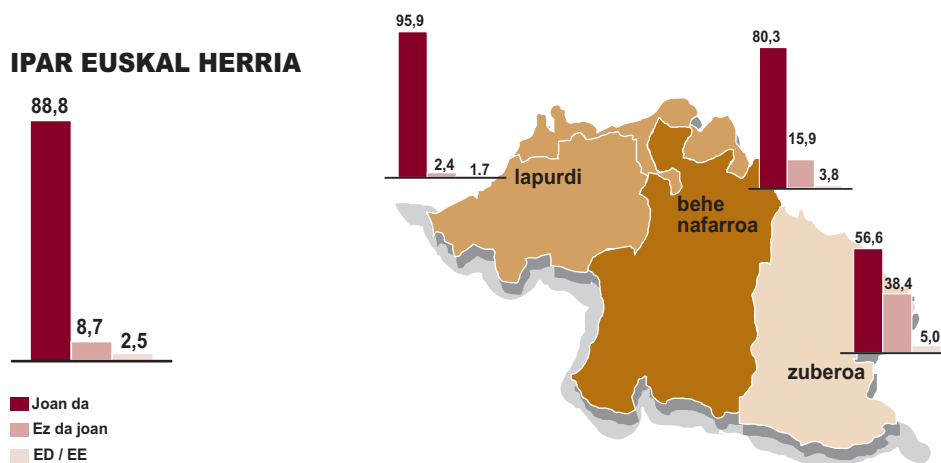 IPAR EUSKAL HERRIA
88,8
8,7
2,5
Joan da
Ez da joan
ED / EE
95,9
2,4
1.7
lapurdi
80,3
15,9
3,8
behe
nafarroa
56,6
38,4
5,0
zuberoa